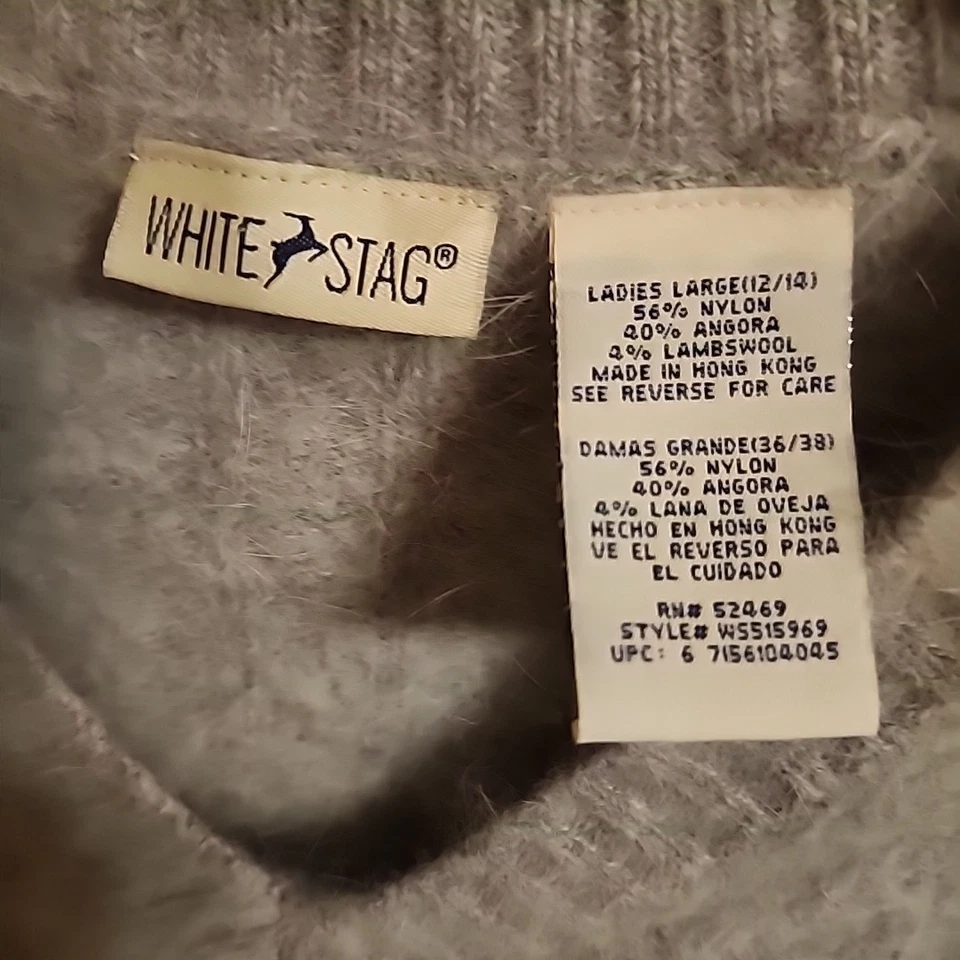 WHITE STAG®
LADIES LARGE(12/14)
56% NYLON
40% ANGORA
4% LAMBSWOOL
MADE IN HONG KONG
SEE REVERSE FOR CARE
DAMAS GRANDE(36/38)
56% NYLON
40% ANGORA
4% LANA DE OVEJA
HECHO EN HONG KONG
VE EL REVERSO PARA
EL CUIDADO
RN# 52469
STYLE# WS515969
UPC: 6 7156104045